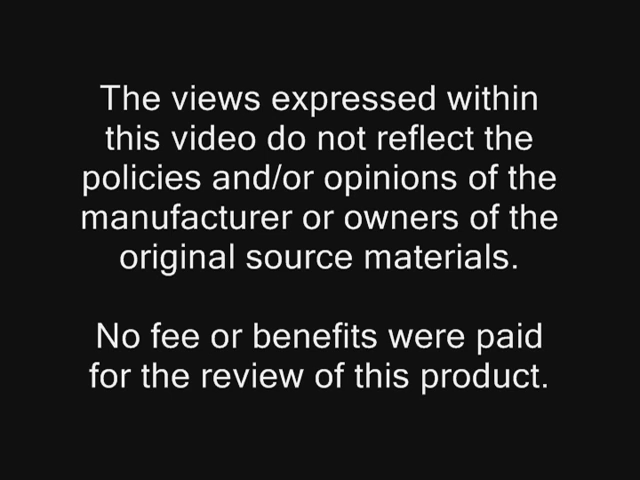 The views expressed within
this video do not reflect the
policies and/or opinions of the
manufacturer or owners of the
original source materials.
No fee or benefits were paid
for the review of this product.